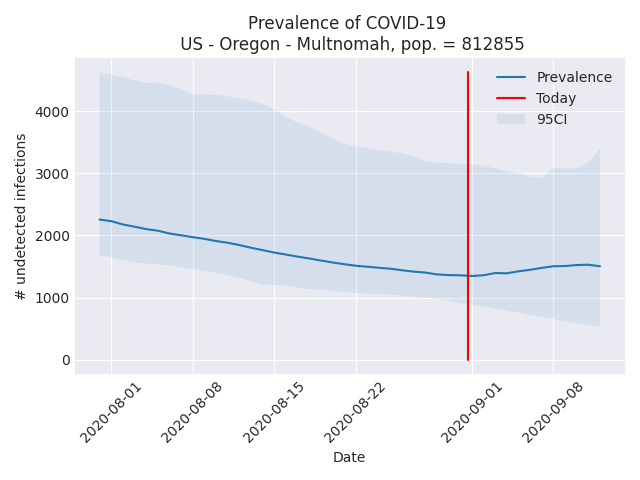 Prevalence of COVID-19
US - Oregon - Multnomah, pop. = 812855
Prevalence
Today
95CI
# undetected infections
4000
3000
2000
1000
0
2020-08-01
2020-08-08
2020-08-15
2020-08-22
2020-09-01
2020-09-08
Date